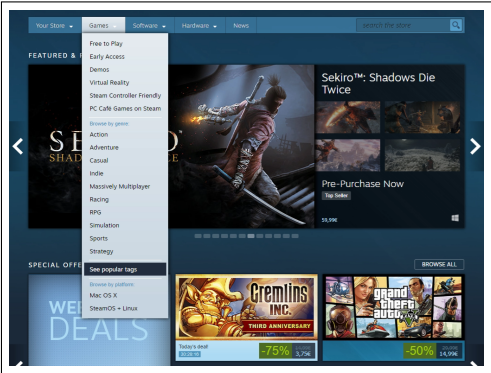 Your Store
Games
Software
Hardware
News
search the store
FEATURED &
Free to Play
Early Access
Demos
Virtual Reality
Steam Controller Friendly
PC Café Games on Steam
Browse by genre
Action
Adventure
Casual
Indie
Massively Multiplayer
Racing
RPG
Simulation
Sports
Strategy
See popular tags
Browse by platform
Mac OS X
SteamOS + Linux
Sekiro™: Shadows Die
Twice
Pre-Purchase Now
Top Seller
59,99€
SPECIAL OFFE
BROWSE ALL
DEALS
Gremlins
INC.
THIRD ANNIVERSARY
Today's deal!
-75%
3,75€
grand
theft
auto
-50%
14,99€